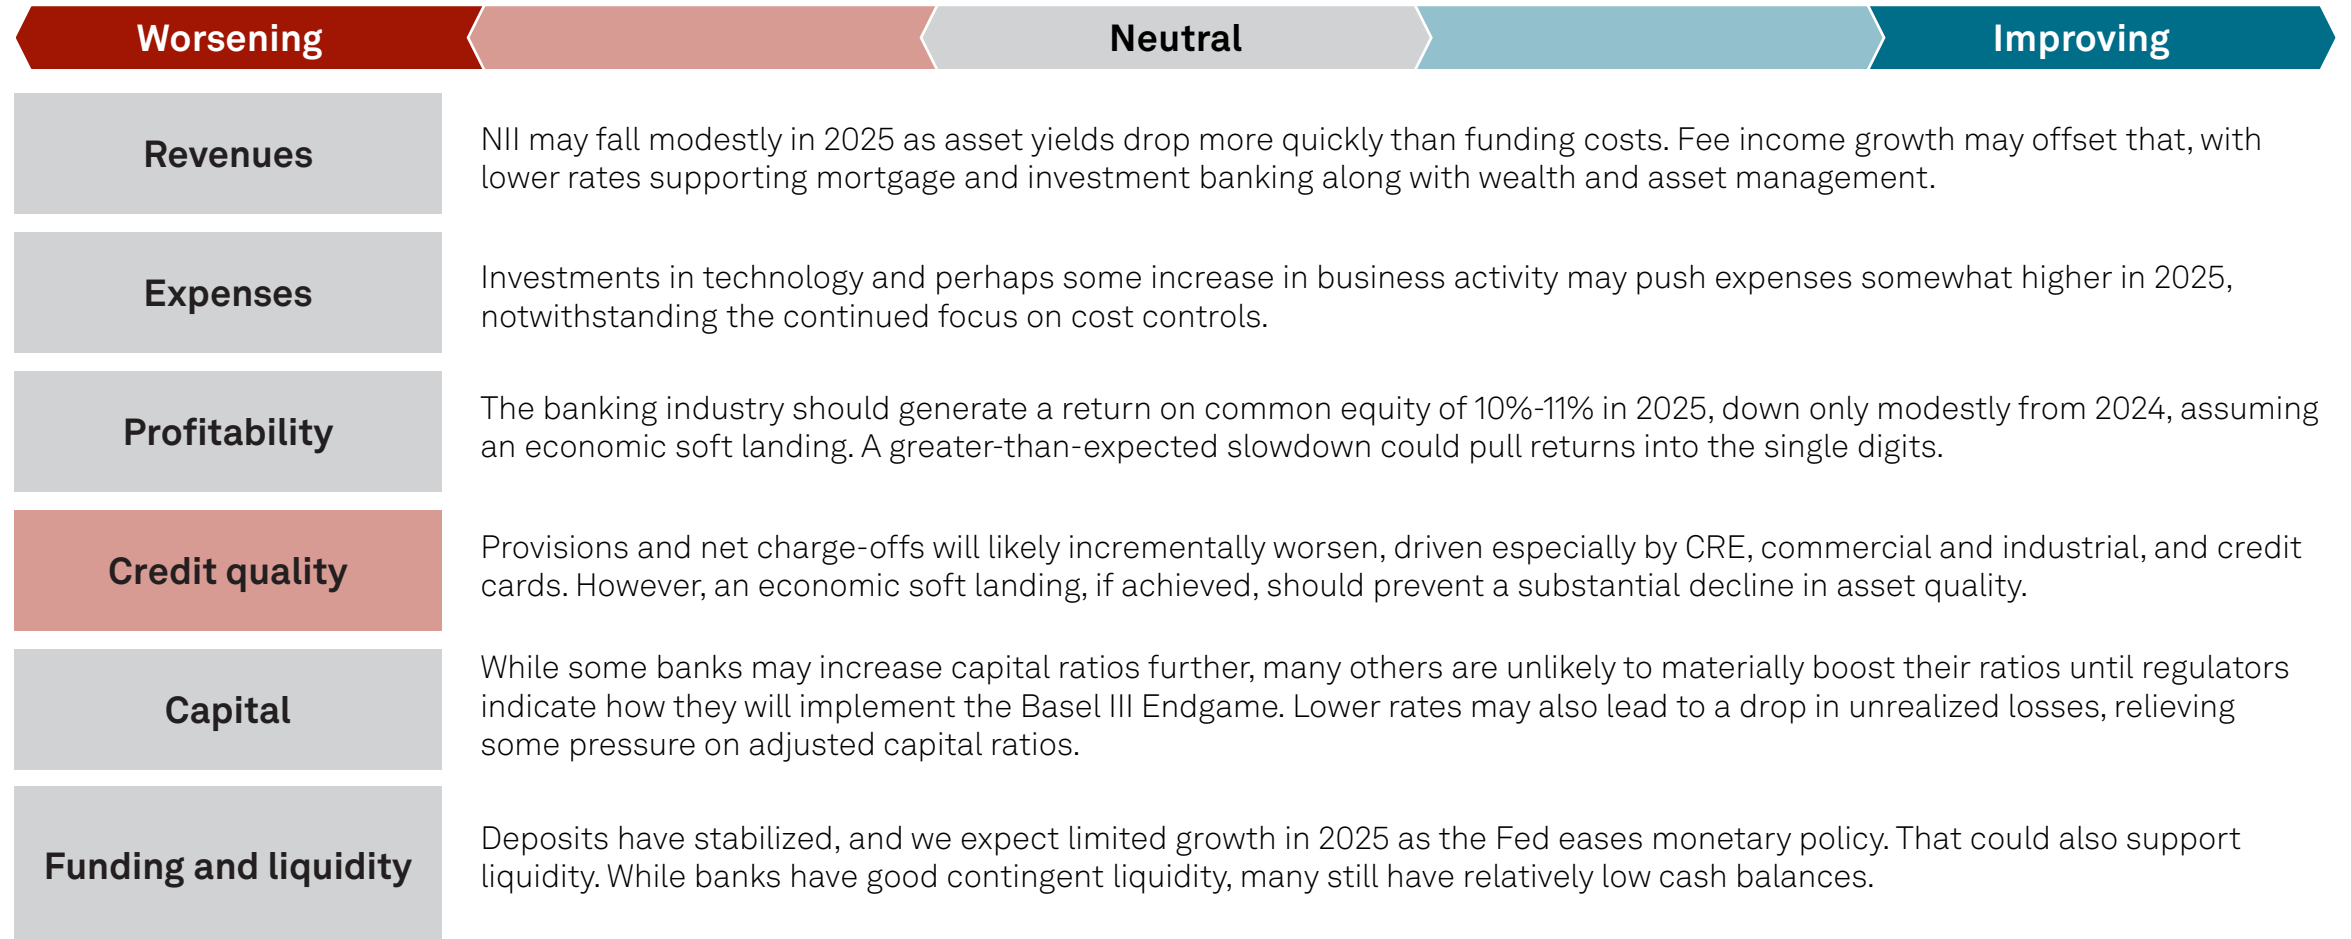 Worsening
Neutral
Improving
Revenues
NII may fall modestly in 2025 as asset yields drop more quickly than funding costs. Fee income growth may offset that, with
lower rates supporting mortgage and investment banking along with wealth and asset management.
Expenses
Investments in technology and perhaps some increase in business activity may push expenses somewhat higher in 2025,
notwithstanding the continued focus on cost controls.
Profitability
The banking industry should generate a return on common equity of 10%-11% in 2025, down only modestly from 2024, assuming
an economic soft landing. A greater-than-expected slowdown could pull returns into the single digits.
Credit quality
Provisions and net charge-offs will likely incrementally worsen, driven especially by CRE, commercial and industrial, and credit
cards. However, an economic soft landing, if achieved, should prevent a substantial decline in asset quality.
Capital
While some banks may increase capital ratios further, many others are unlikely to materially boost their ratios until regulators
indicate how they will implement the Basel III Endgame. Lower rates may also lead to a drop in unrealized losses, relieving
some pressure on adjusted capital ratios.
Funding and liquidity
Deposits have stabilized, and we expect limited growth in 2025 as the Fed eases monetary policy. That could also support
liquidity. While banks have good contingent liquidity, many still have relatively low cash balances.